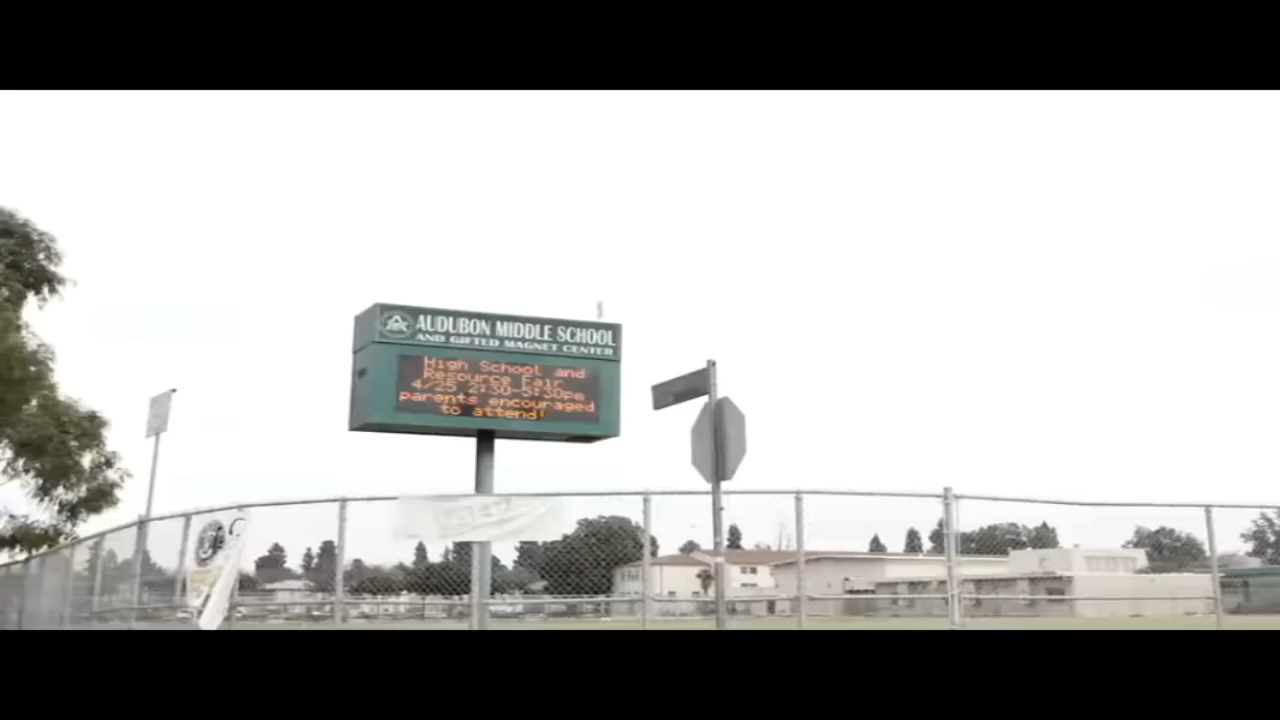 AUDUBON MIDDLE SCHOOL
AND GIFTED MAGNET CENTER
High School and
Resource Fair
4/25 2:30-5:30pm
parents encouraged
to attend!